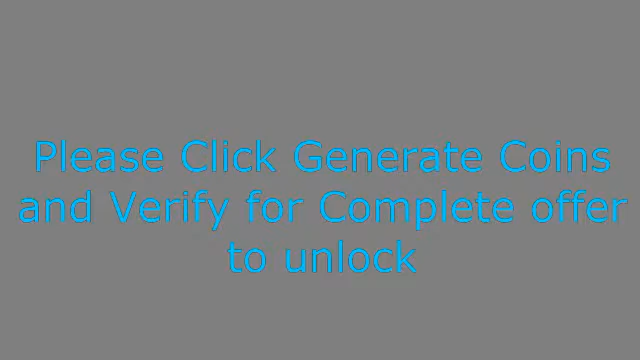 Please Click Generate Coins
and Verify for Complete offer
to unlock